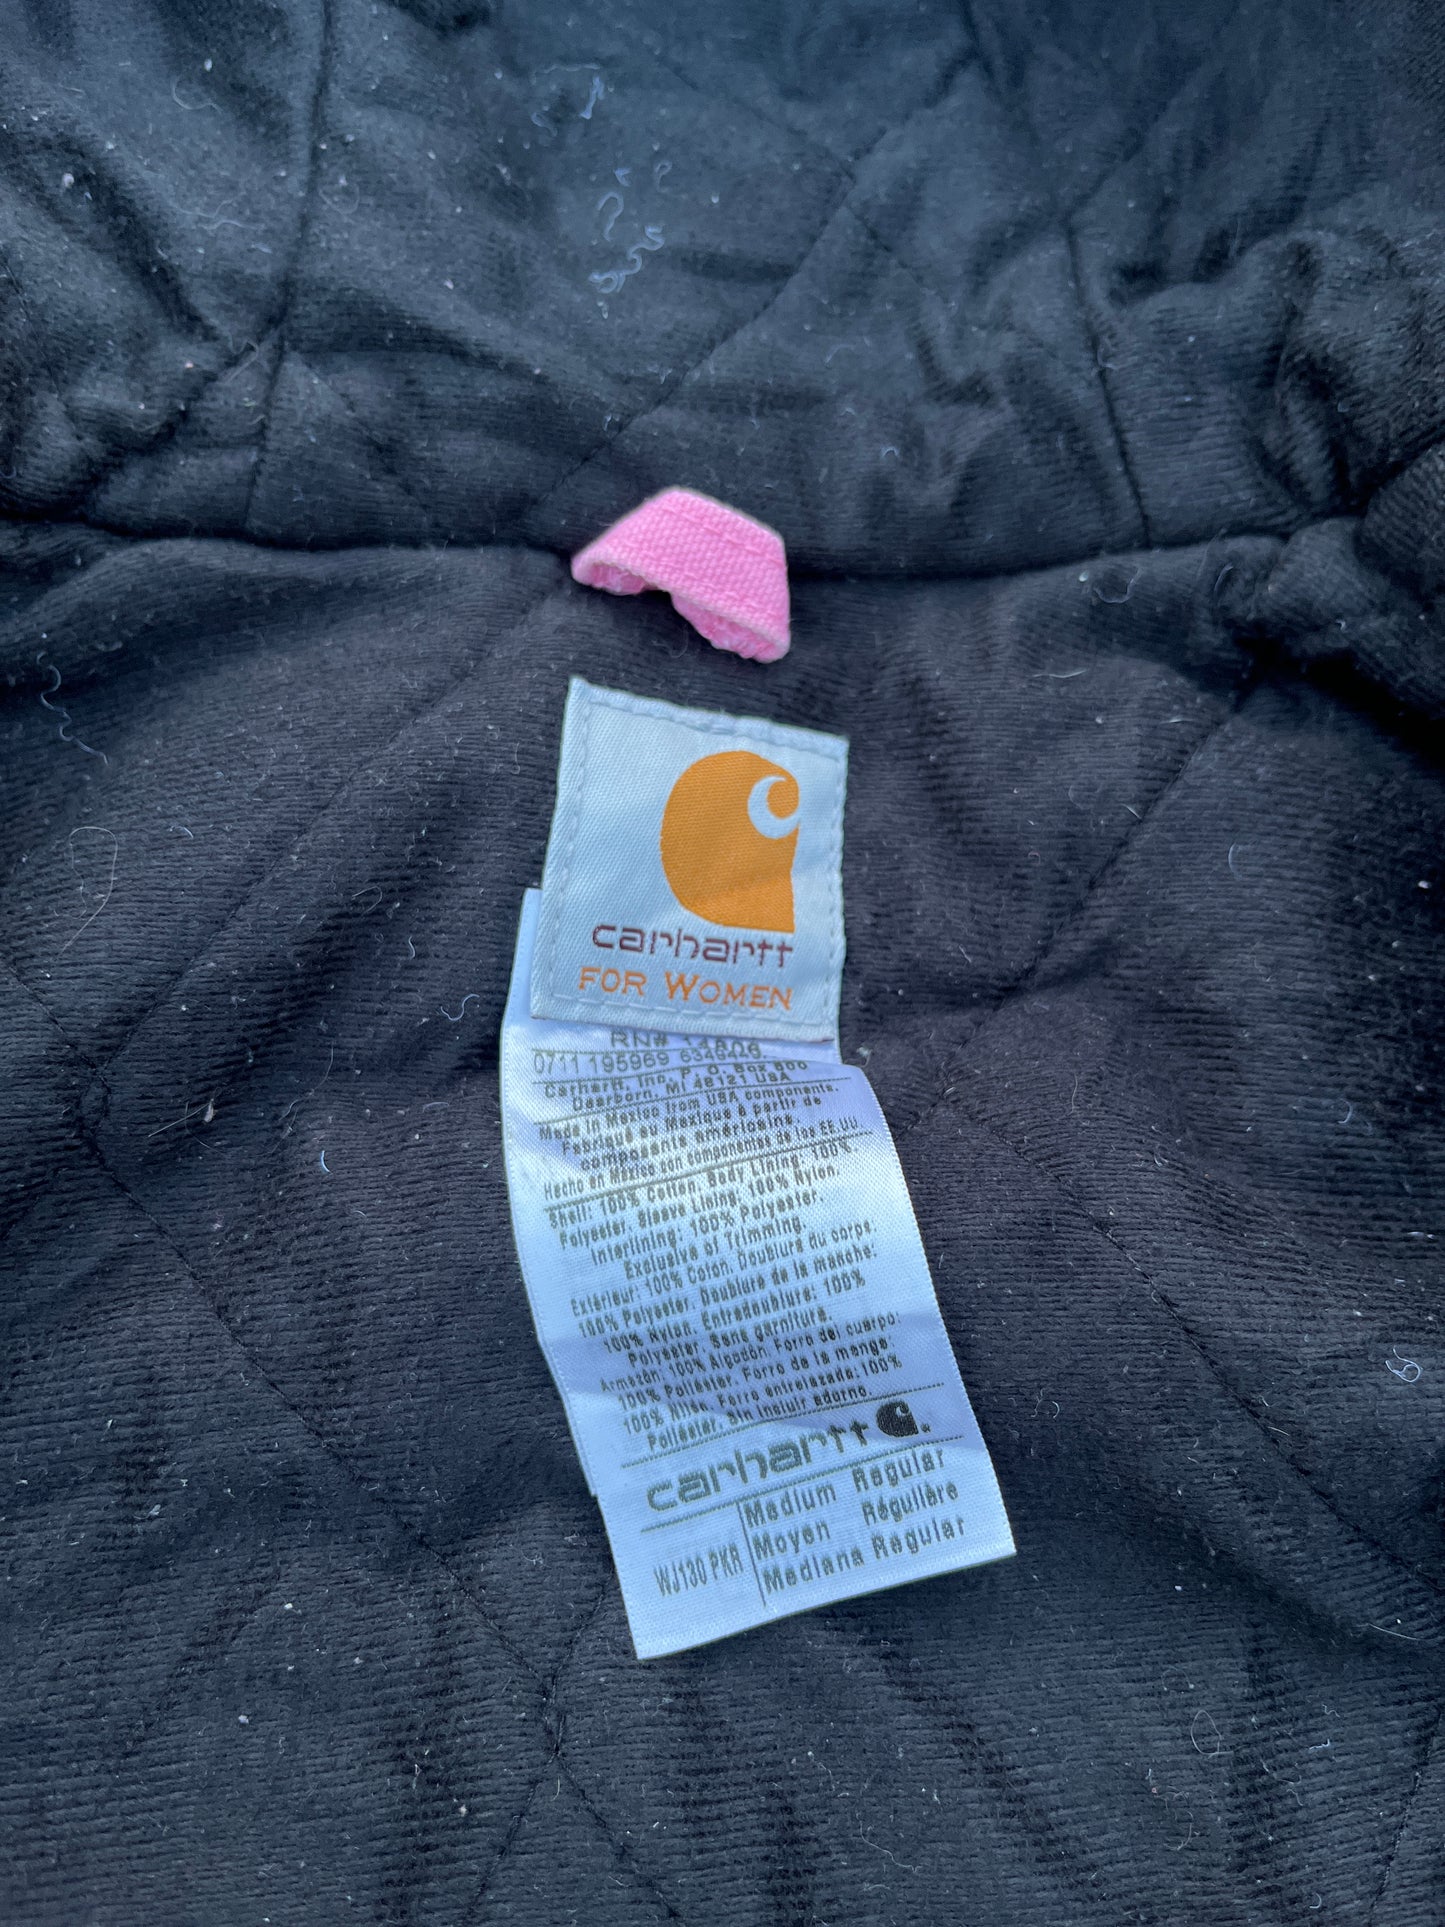 carhartt
FOR WOMEN
RN# 14806
0711 195969 6346426
Carhartt, Inc., P. O. Box 600
Dearborn, MI 48121 USA
Made in Mexico from USA components.
Fabriqué au Mexique à partir de
composants américains.
Hecho en México con componentes de los EE.UU.
Shell: 100% Cotton. Body Lining: 100%
Polyester. Sleeve Lining: 100% Nylon.
Interlining: 100% Polyester.
Exclusive of Trimming.
Extérieur: 100% Coton. Doublure du corps:
100% Polyester. Doublure de la manche:
100% Nylon. Entredoublure: 100%
Polyester. Sans garniture.
Armazón: 100% Algodón. Forro del cuerpo:
100% Poliéster. Forro de la manga:
100% Nilón. Forro entrelazada: 100%
Poliéster. Sin incluir adorno.
carhartt
Medium Regular
Moyen Régulière
WJ130 PKR Mediana Regular